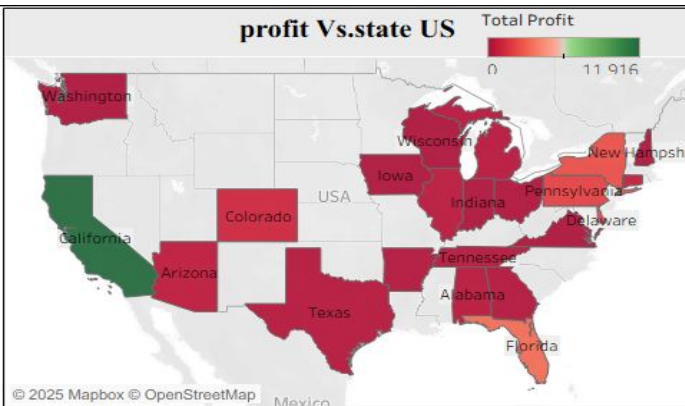 profit Vs.state US
Total Profit
0 11,916
Washington
Wisconsin
New Hampsh
Iowa
Pennsylvania
USA
Indiana
Colorado
Delaware
California
Tennessee
Arizona
Alabama
Texas
Florida
© 2025 Mapbox © OpenStreetMap
Mexico